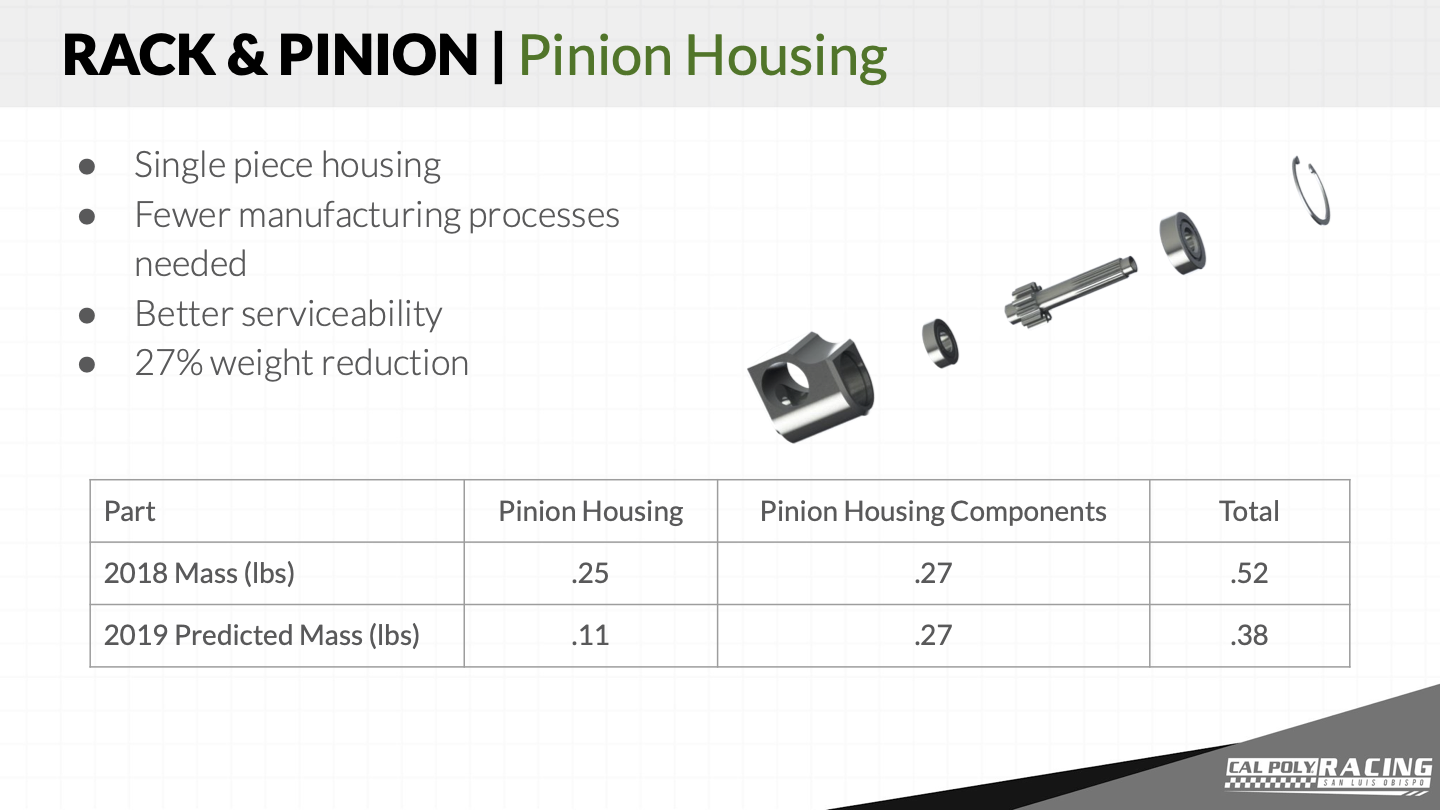 RACK & PINION | Pinion Housing
● Single piece housing
● Fewer manufacturing processes
needed
● Better serviceability
● 27% weight reduction
Part Pinion Housing Pinion Housing Components Total
2018 Mass (lbs) .25 .27 .52
2019 Predicted Mass (lbs) .11 .27 .38
CAL POLY RACING
SAN LUIS OBISPO